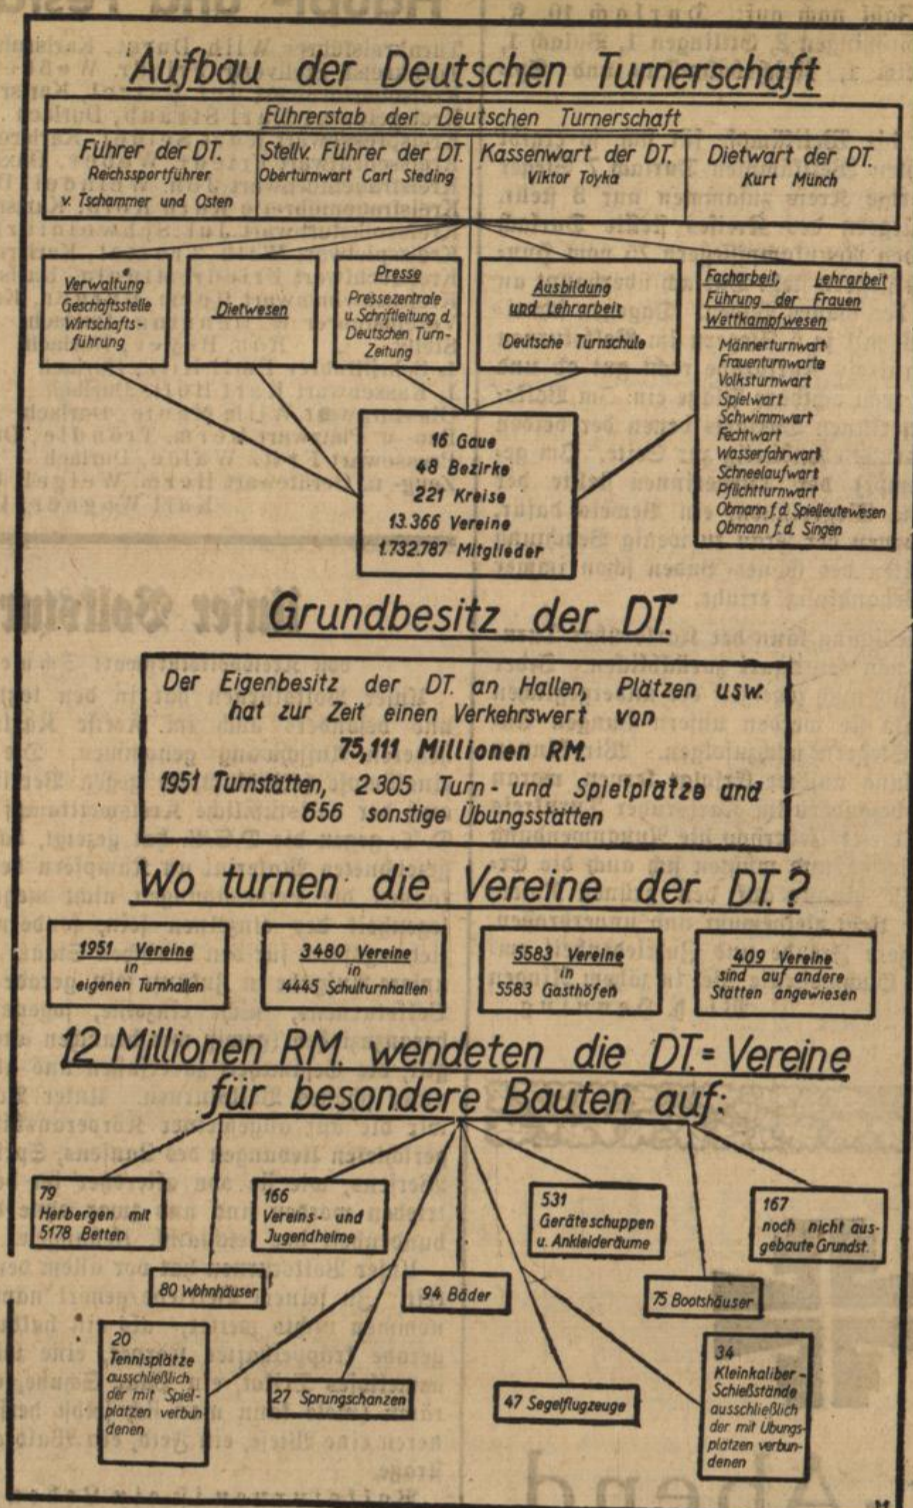 Aufbau der Deutschen Turnerschaft
Führerstab der Deutschen Turnerschaft
Führer der DT.
Reichssportführer
v. Tschammer und Osten
Stellv. Führer der DT.
Oberturnwart Carl Steding
Kassenwart der DT.
Viktor Toyka
Dietwart der DT.
Kurt Münch
Verwaltung
Geschäftsstelle
Wirtschafts-
führung
Dietwesen
Presse
Pressezentrale
u. Schriftleitung d.
Deutschen Turn-
Zeitung
Ausbildung
und Lehrarbeit
Deutsche Turnschule
Facharbeit, Lehrarbeit
Führung der Frauen
Wettkampfwesen
Männerturnwart
Frauenturnwarte
Volksturnwart
Spielwart
Schwimmwart
Fechtwart
Wasserfahrwart
Schneelaufwart
Pflichtturnwart
Obmann f.d. Spielleutewesen
Obmann f.d. Singen
16 Gaue
48 Bezirke
221 Kreise
13.366 Vereine
1.732.787 Mitglieder
Grundbesitz der DT.
Der Eigenbesitz der DT. an Hallen, Plätzen usw.
hat zur Zeit einen Verkehrswert von
75,111 Millionen RM.
1951 Turnstätten, 2305 Turn- und Spielplätze und
656 sonstige Übungsstätten
Wo turnen die Vereine der DT.?
1951 Vereine
in
eigenen Turnhallen
3480 Vereine
in
4445 Schulturnhallen
5583 Vereine
in
5583 Gasthöfen
409 Vereine
sind auf andere
Stätten angewiesen
12 Millionen RM. wendeten die DT.=Vereine
für besondere Bauten auf:
79
Herbergen mit
5178 Betten
166
Vereins- und
Jugendheime
531
Geräteschuppen
u. Ankleideräume
167
noch nicht aus-
gebaute Grundst.
80 Wohnhäuser
94 Bäder
75 Bootshäuser
20
Tennisplätze
ausschließlich
der mit Spiel-
plätzen verbun
denen
27 Sprungschanzen
47 Segelflugzeuge
34
Kleinkaliber-
Schießstände
ausschließlich
der mit Übungs-
plätzen verbun-
denen